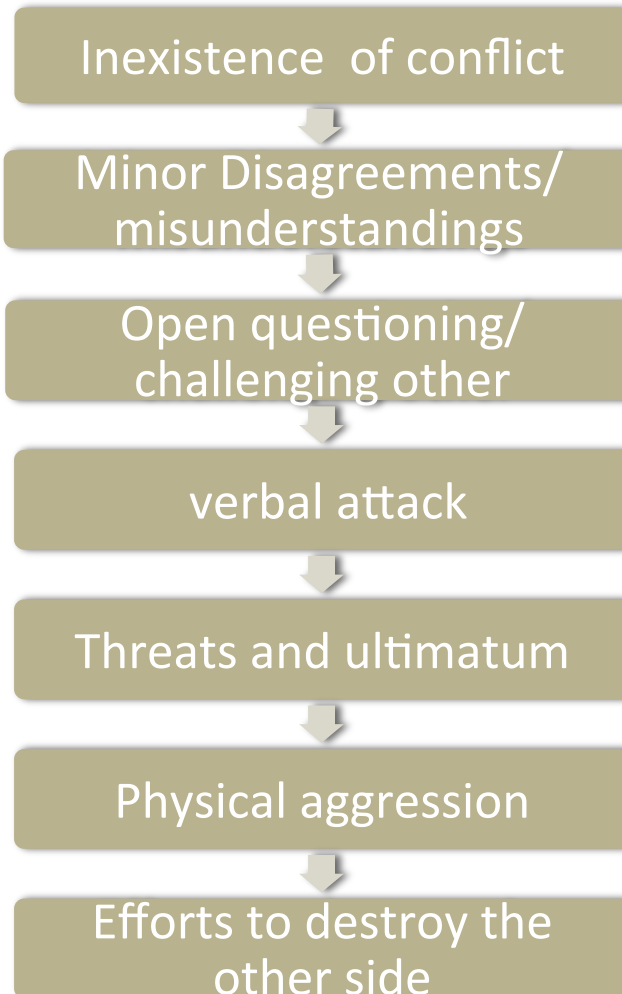 Inexistence  of conflict
Minor Disagreements/
misunderstandings
Open questioning/
challenging other
verbal attack
Threats and ultimatum
Physical aggression
Efforts to destroy the
other side